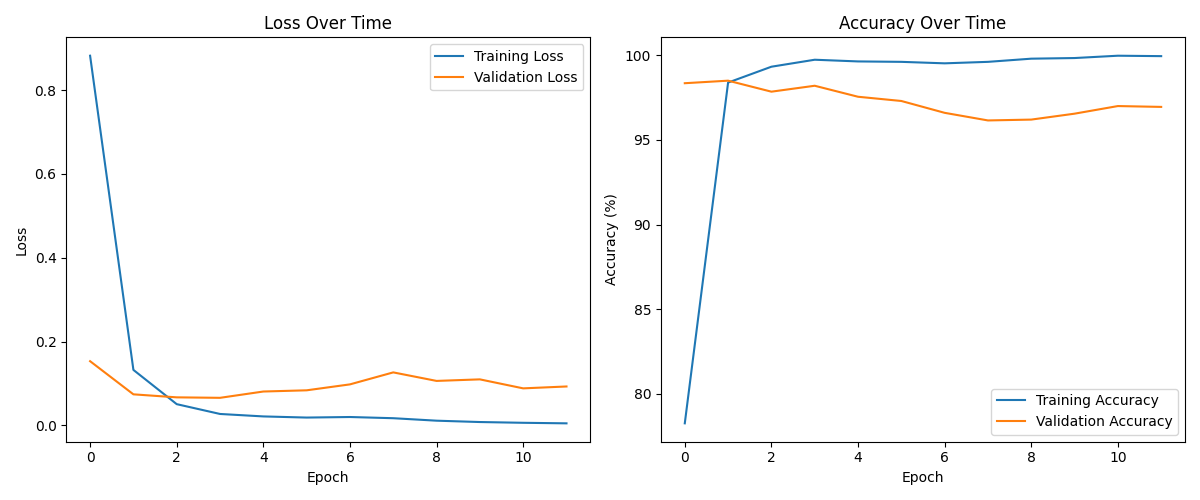 Loss Over Time
Training Loss
Validation Loss
0.8
0.6
0.4
0.2
0.0
Loss
0 2 4 6 8 10
Epoch
Accuracy Over Time
100
95
90
85
80
Accuracy (%)
Training Accuracy
Validation Accuracy
0 2 4 6 8 10
Epoch